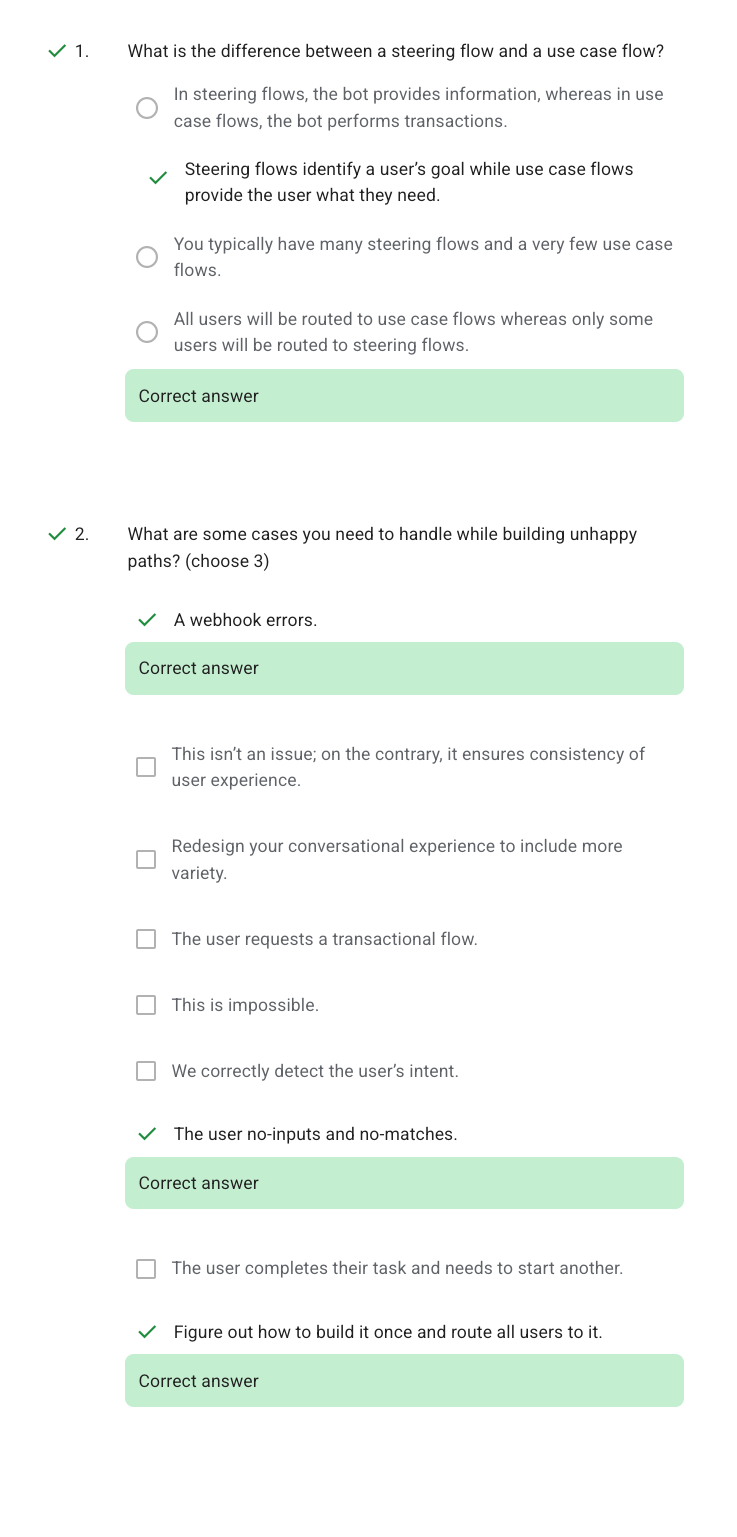 1. What is the difference between a steering flow and a use case flow?
In steering flows, the bot provides information, whereas in use
case flows, the bot performs transactions.
Steering flows identify a user’s goal while use case flows
provide the user what they need.
You typically have many steering flows and a very few use case
flows.
All users will be routed to use case flows whereas only some
users will be routed to steering flows.
Correct answer
2. What are some cases you need to handle while building unhappy
paths? (choose 3)
A webhook errors.
Correct answer
This isn’t an issue; on the contrary, it ensures consistency of
user experience.
Redesign your conversational experience to include more
variety.
The user requests a transactional flow.
This is impossible.
We correctly detect the user’s intent.
The user no-inputs and no-matches.
Correct answer
The user completes their task and needs to start another.
Figure out how to build it once and route all users to it.
Correct answer